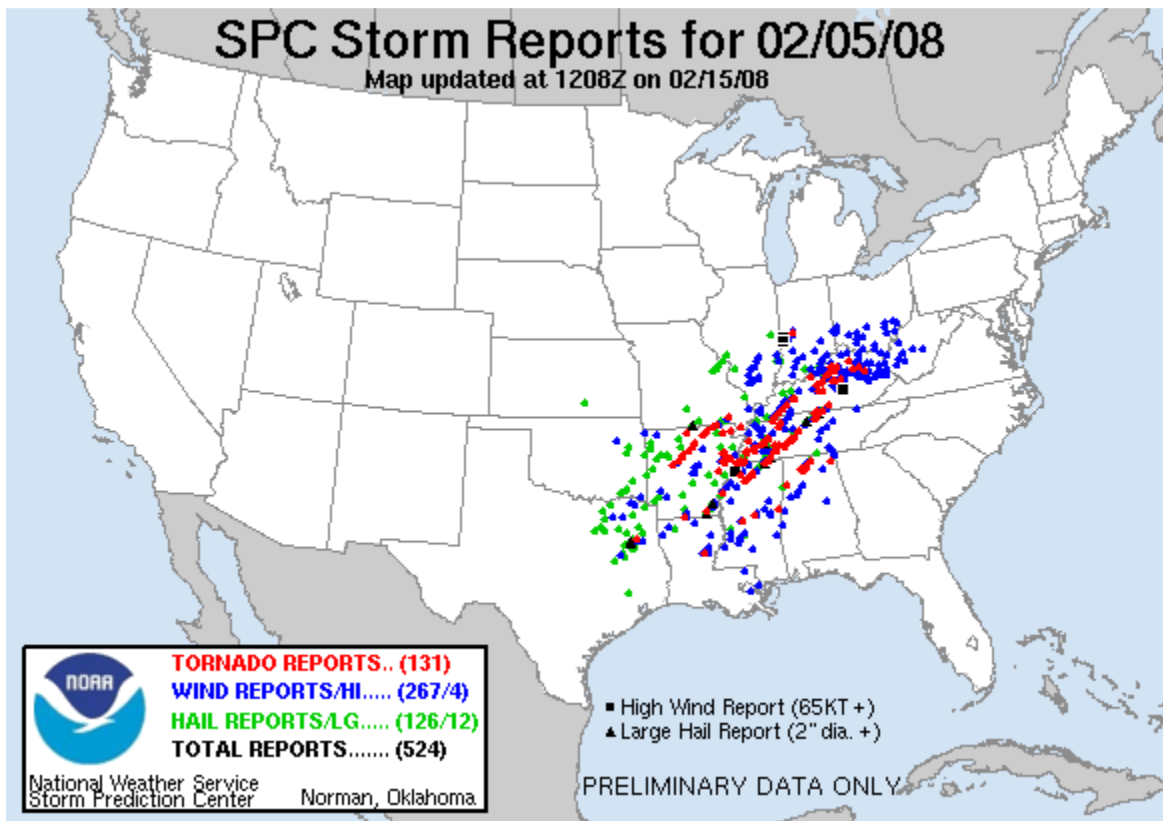 SPC Storm Reports for 02/05/08
Map updated at 1208Z on 02/15/08
NOAA
TORNADO REPORTS.. (131)
WIND REPORTS/HI..... (267/4)
HAIL REPORTS/LG..... (126/12)
TOTAL REPORTS....... (524)
National Weather Service
Storm Prediction Center Norman, Oklahoma
High Wind Report (65KT +)
Large Hail Report (2" dia. +)
PRELIMINARY DATA ONLY